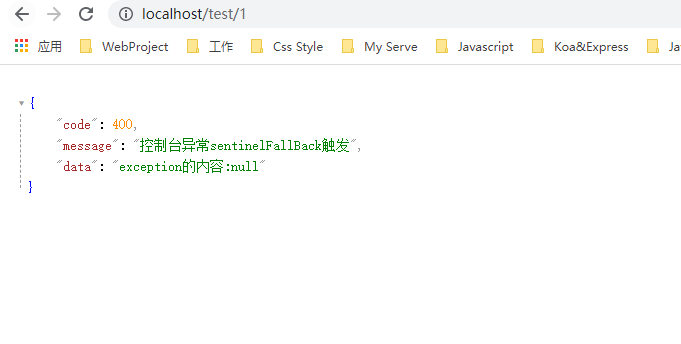 localhost/test/1
应用 WebProject 工作 Css Style My Serve Javascript Koa&Express Ja
{
"code": 400,
"message": "控制台异常sentinelFallBack触发",
"data": "exception的内容:null"
}